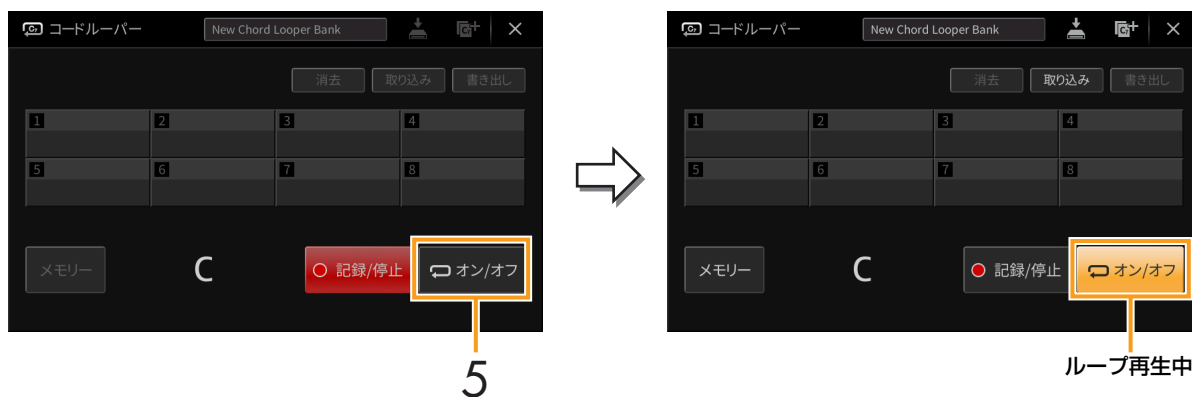 コードルーパー New Chord Looper Bank
消去 取り込み 書き出し
1 2 3 4
5 6 7 8
メモリー C 記録/停止 オン/オフ
5
コードルーパー New Chord Looper Bank
消去 取り込み 書き出し
1 2 3 4
5 6 7 8
メモリー C 記録/停止 オン/オフ
ループ再生中